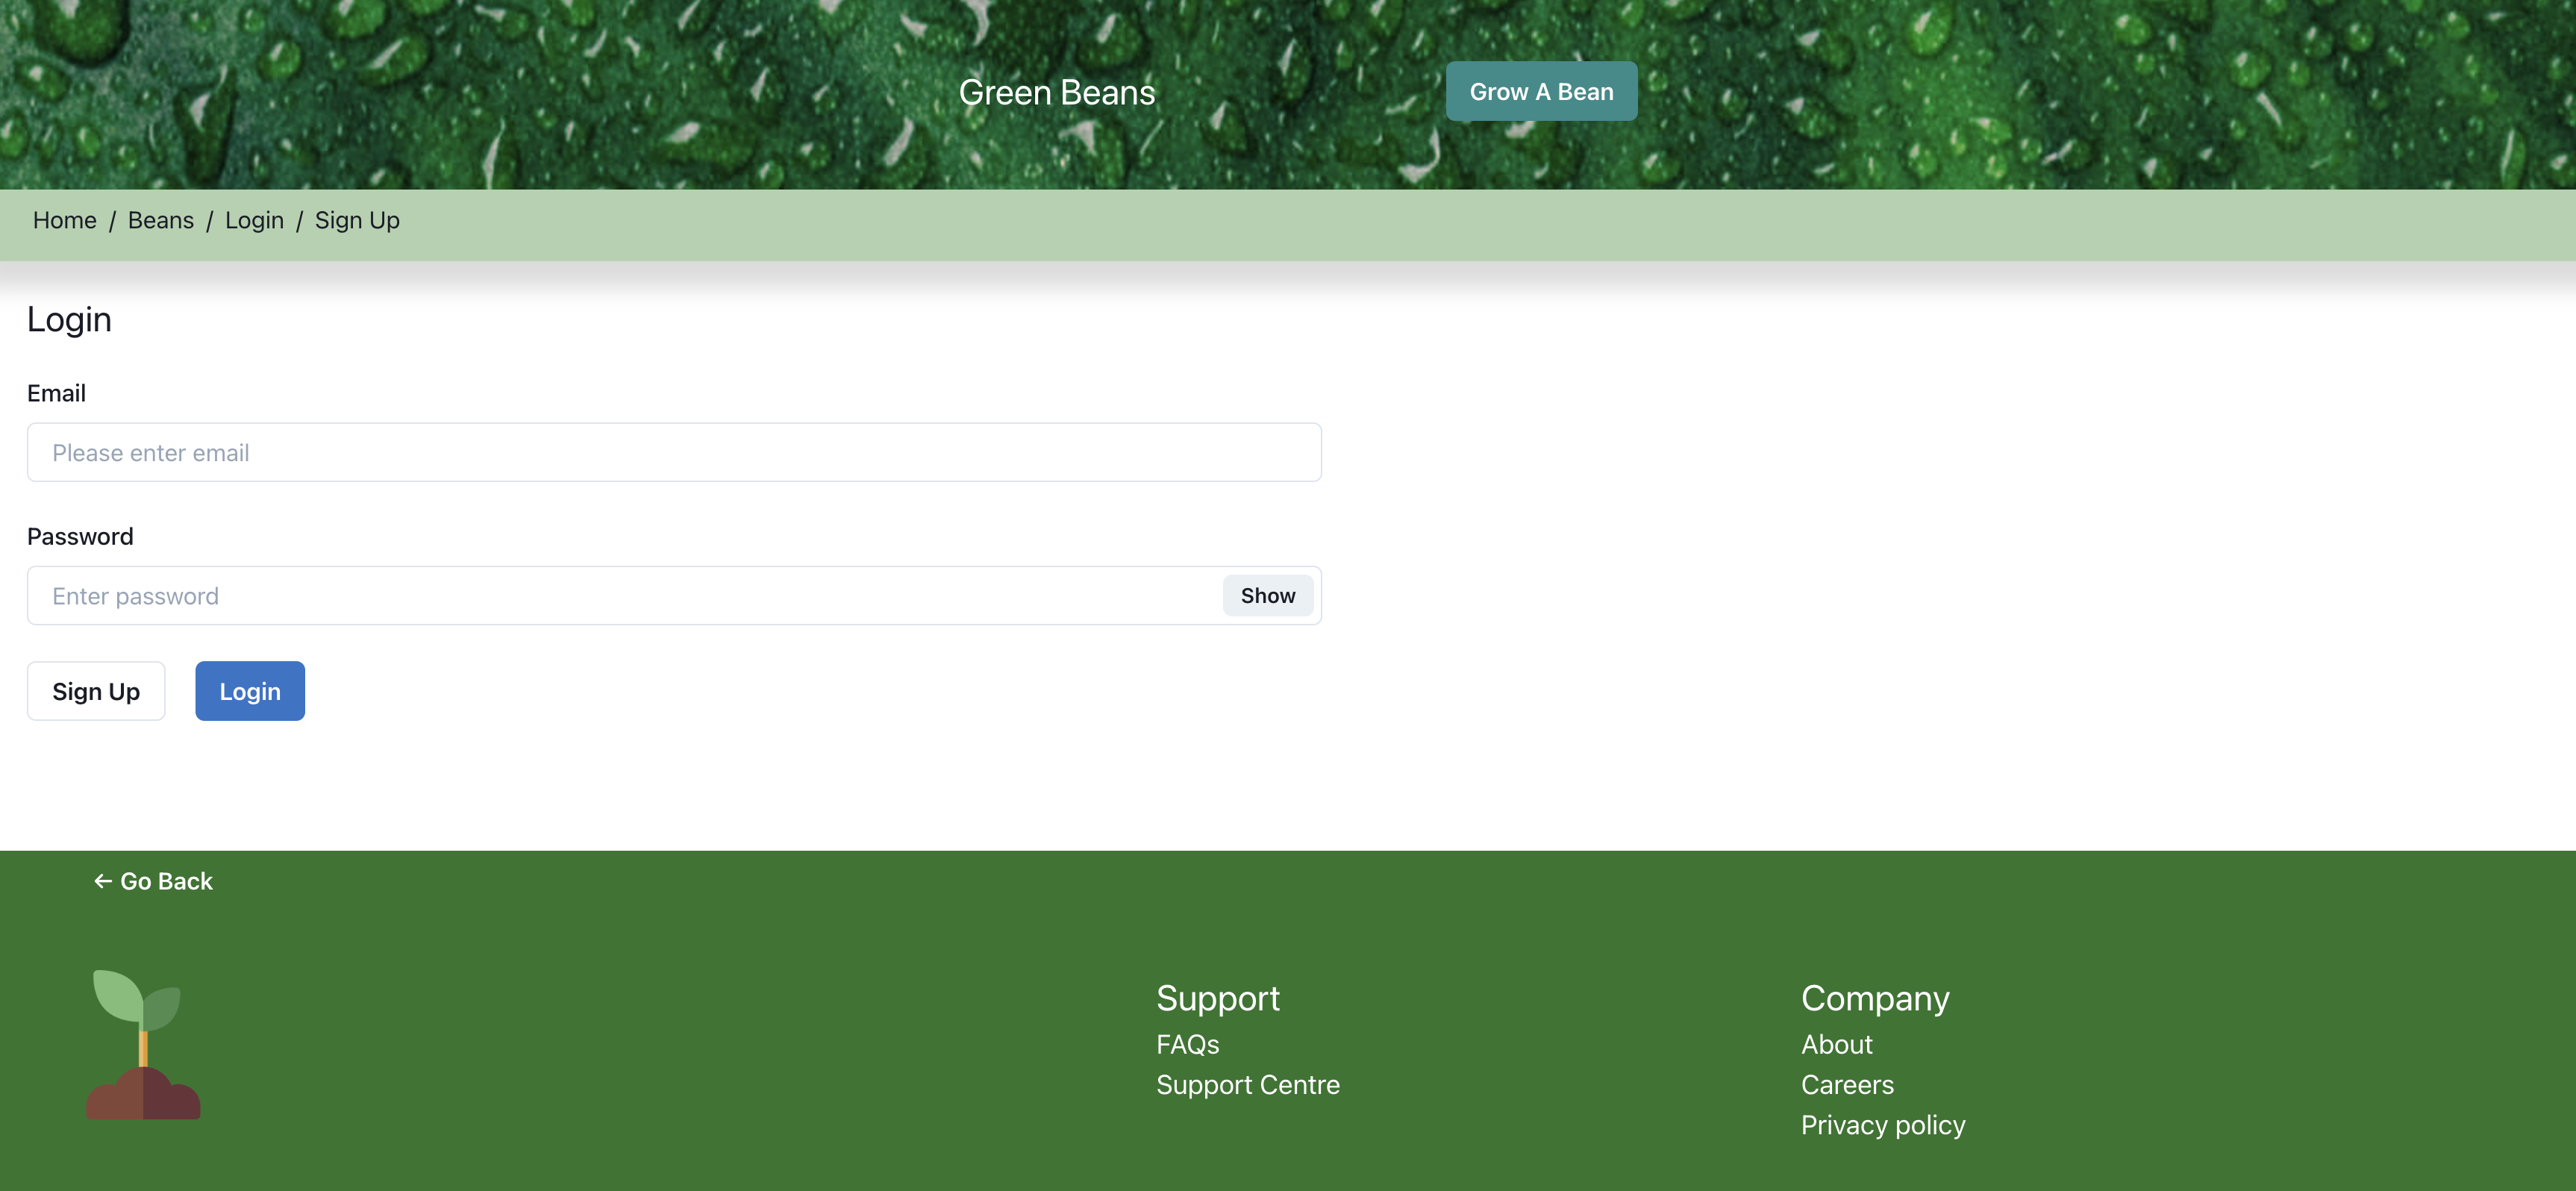 Green Beans
Grow A Bean
Home / Beans / Login / Sign Up
Login
Email
Please enter email
Password
Enter password
Show
Sign Up
Login
← Go Back
Support
FAQs
Support Centre
Company
About
Careers
Privacy policy